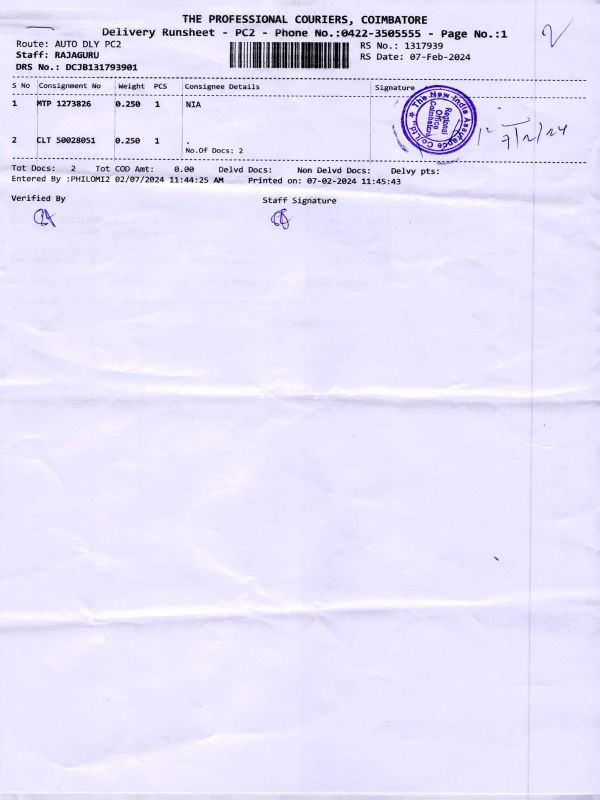 THE PROFESSIONAL COURIERS, COIMBATORE
Delivery Runsheet - PC2 - Phone No.:0422-3505555 - Page No.:1
2
Route: AUTO DLY PC2
RS No.: 1317939
Staff: RAJAGURU
RS Date: 07-Feb-2024
DRS No.: DCJB131793901
S No Consignment No Weight PCS Consignee Details Signature
1 MTP 1273826 0.250 1 NIA
The New India Assurance Co.Ltd
Regional Office Coimbatore
7/2/24
2 CLT 50028051 0.250 1 .
No.Of Docs: 2
Tot Docs: 2 Tot COD Amt: 0.00 Delvd Docs: Non Delvd Docs: Delvy pts:
Entered By :PHILOMI2 02/07/2024 11:44:25 AM Printed on: 07-02-2024 11:45:43
Verified By Staff Signature